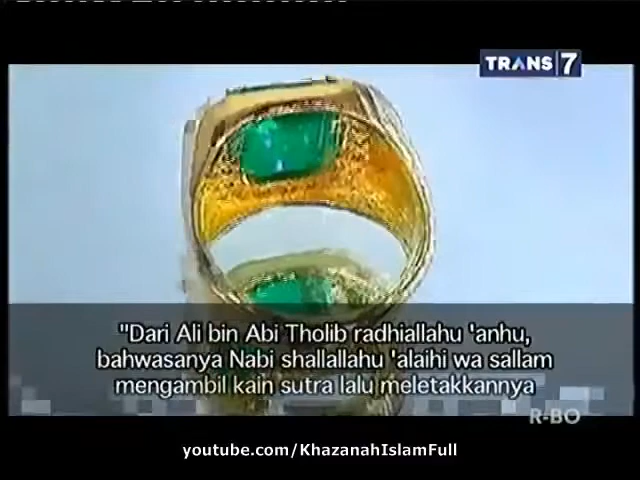 TRANS 7
"Dari Ali bin Abi Tholib radhiallahu 'anhu,
bahwasanya Nabi shallallahu 'alaihi wa sallam
mengambil kain sutra lalu meletakkannya
R-BO
youtube.com/KhazanahIslamFull